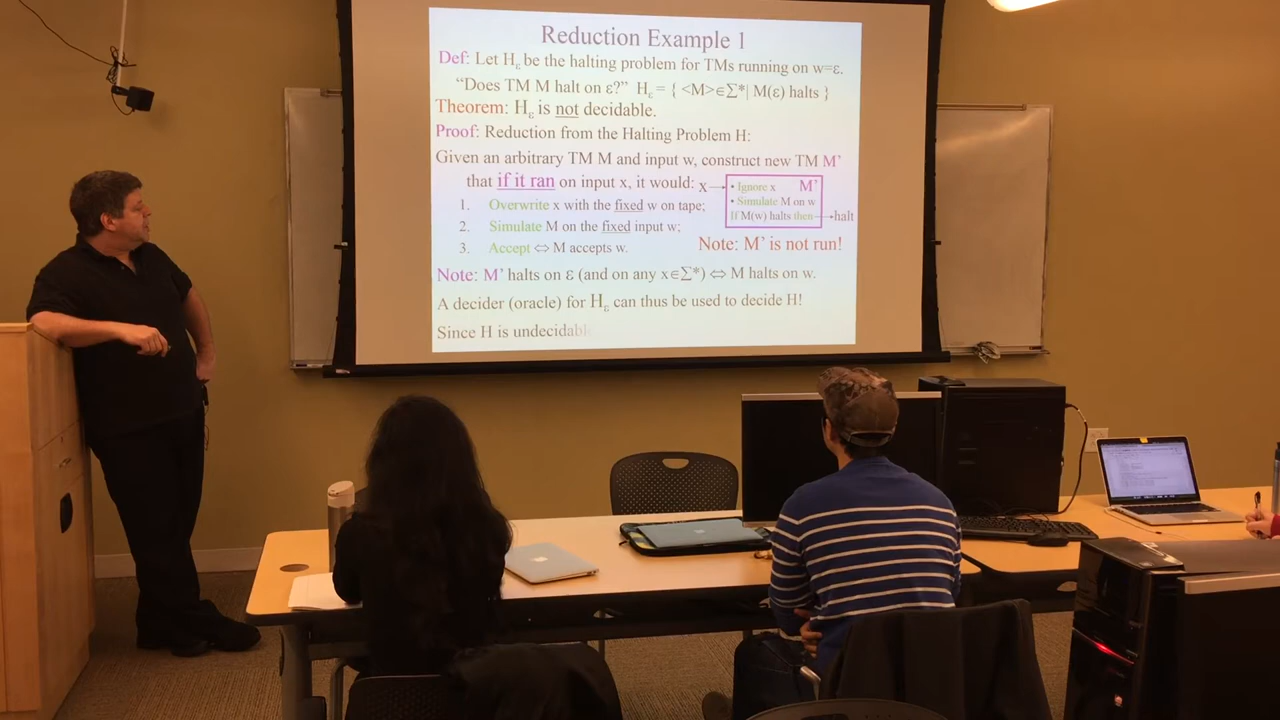 Reduction Example 1
Def: Let Hε be the halting problem for TMs running on w=ε.
“Does TM M halt on ε?” Hε = { <M>∈∑*| M(ε) halts }
Theorem: Hε is not decidable.
Proof: Reduction from the Halting Problem H:
Given an arbitrary TM M and input w, construct new TM M’
that if it ran on input x, it would:
1. Overwrite x with the fixed w on tape;
2. Simulate M on the fixed input w;
3. Accept ⇔ M accepts w.
x
• Ignore x M’
• Simulate M on w
If M(w) halts then
halt
Note: M’ is not run!
Note: M’ halts on ε (and on any x∈∑*) ⇔ M halts on w.
A decider (oracle) for Hε can thus be used to decide H!
Since H is undecidabl